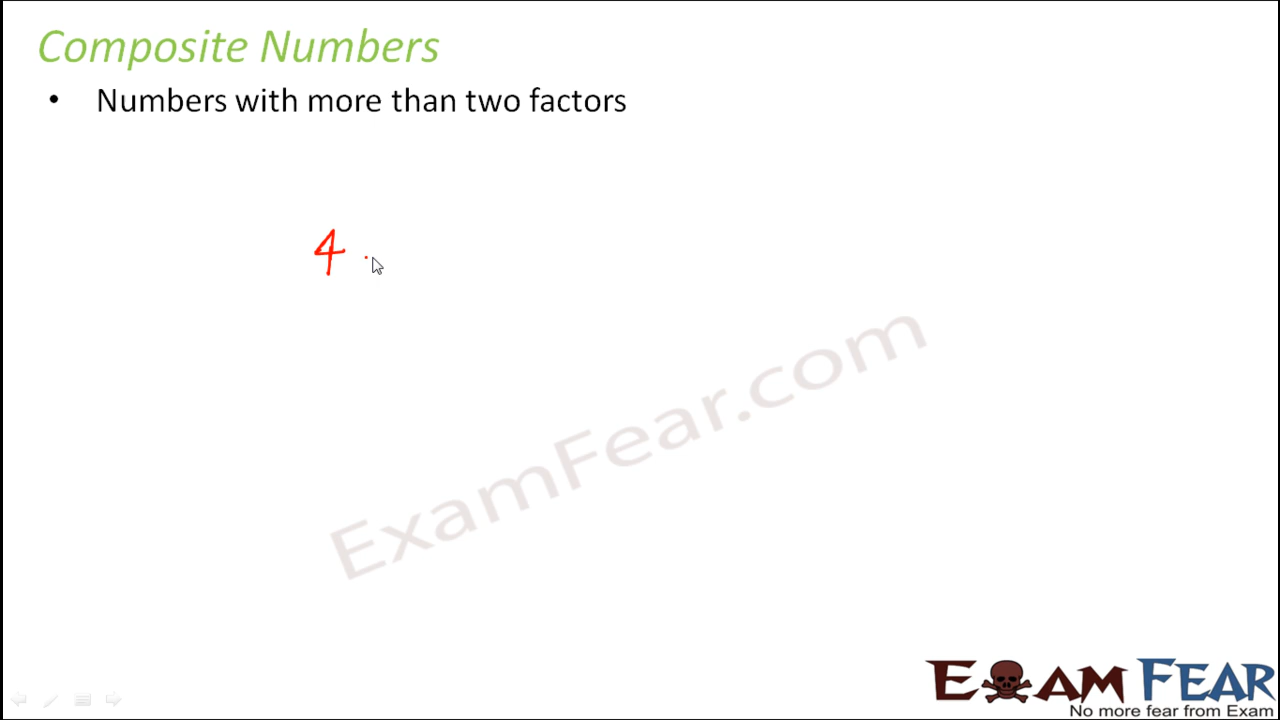 Composite Numbers
• Numbers with more than two factors
4
ExamFear.com
EXAM FEAR
No more fear from Exam